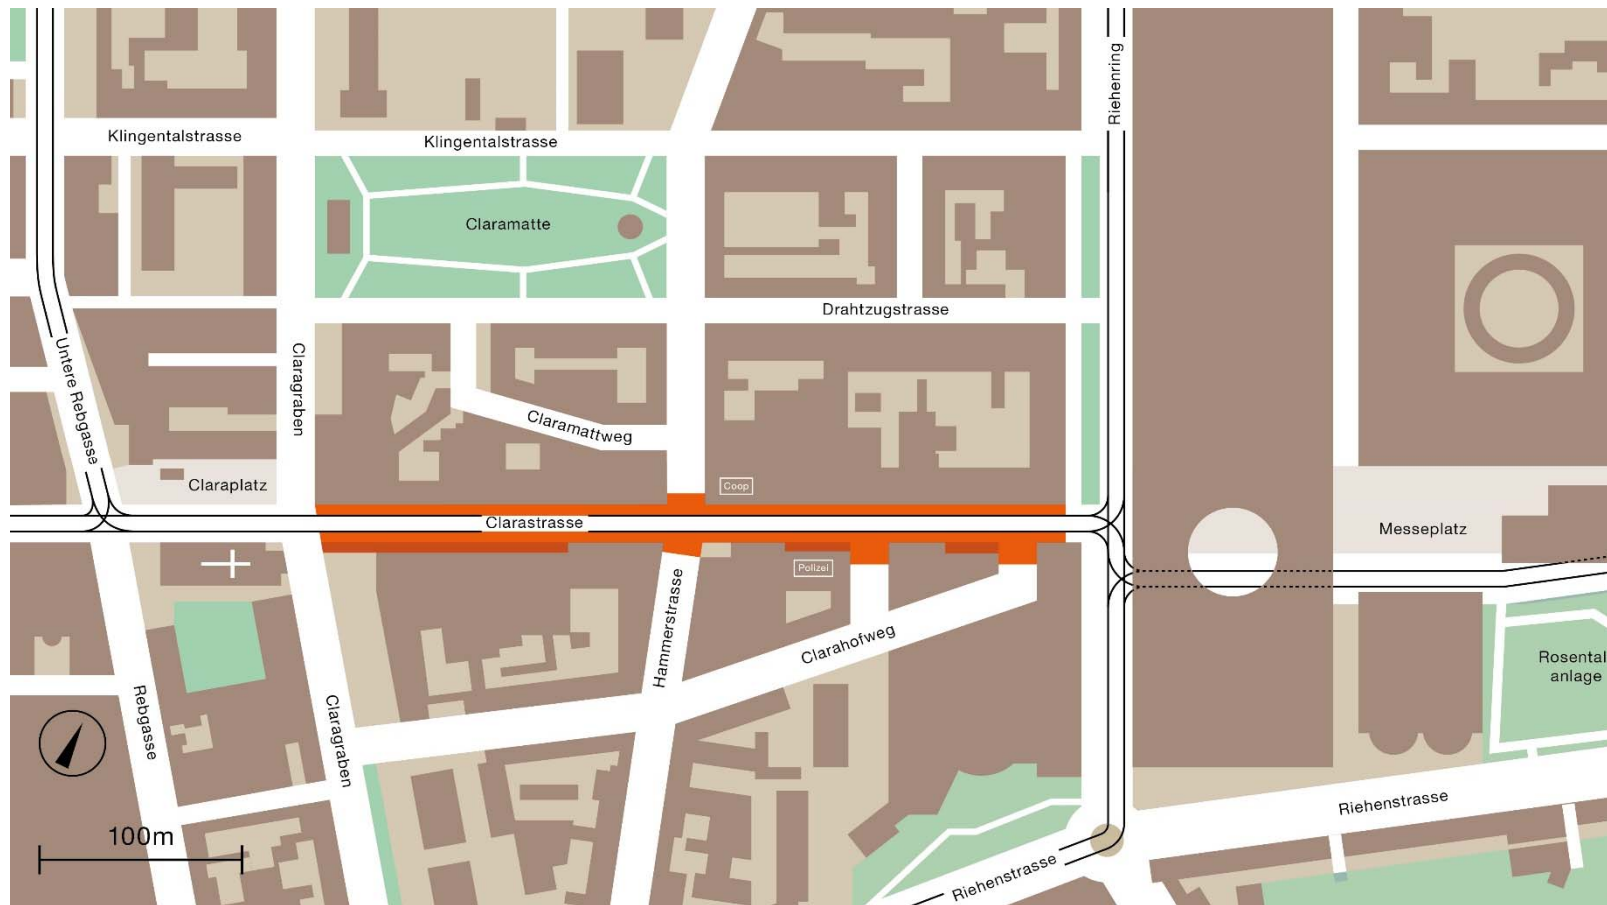 Riehenring
Klingentalstrasse
Klingentalstrasse
Claramatte
Drahtzugstrasse
Untere Rebgasse
Claragraben
Claramattweg
Claraplatz
Coop
Clarastrasse
Messeplatz
Polizei
Hammerstrasse
Clarahofweg
Rosental
anlage
Rebgasse
Claragraben
Riehenstrasse
100m
Riehenstrasse